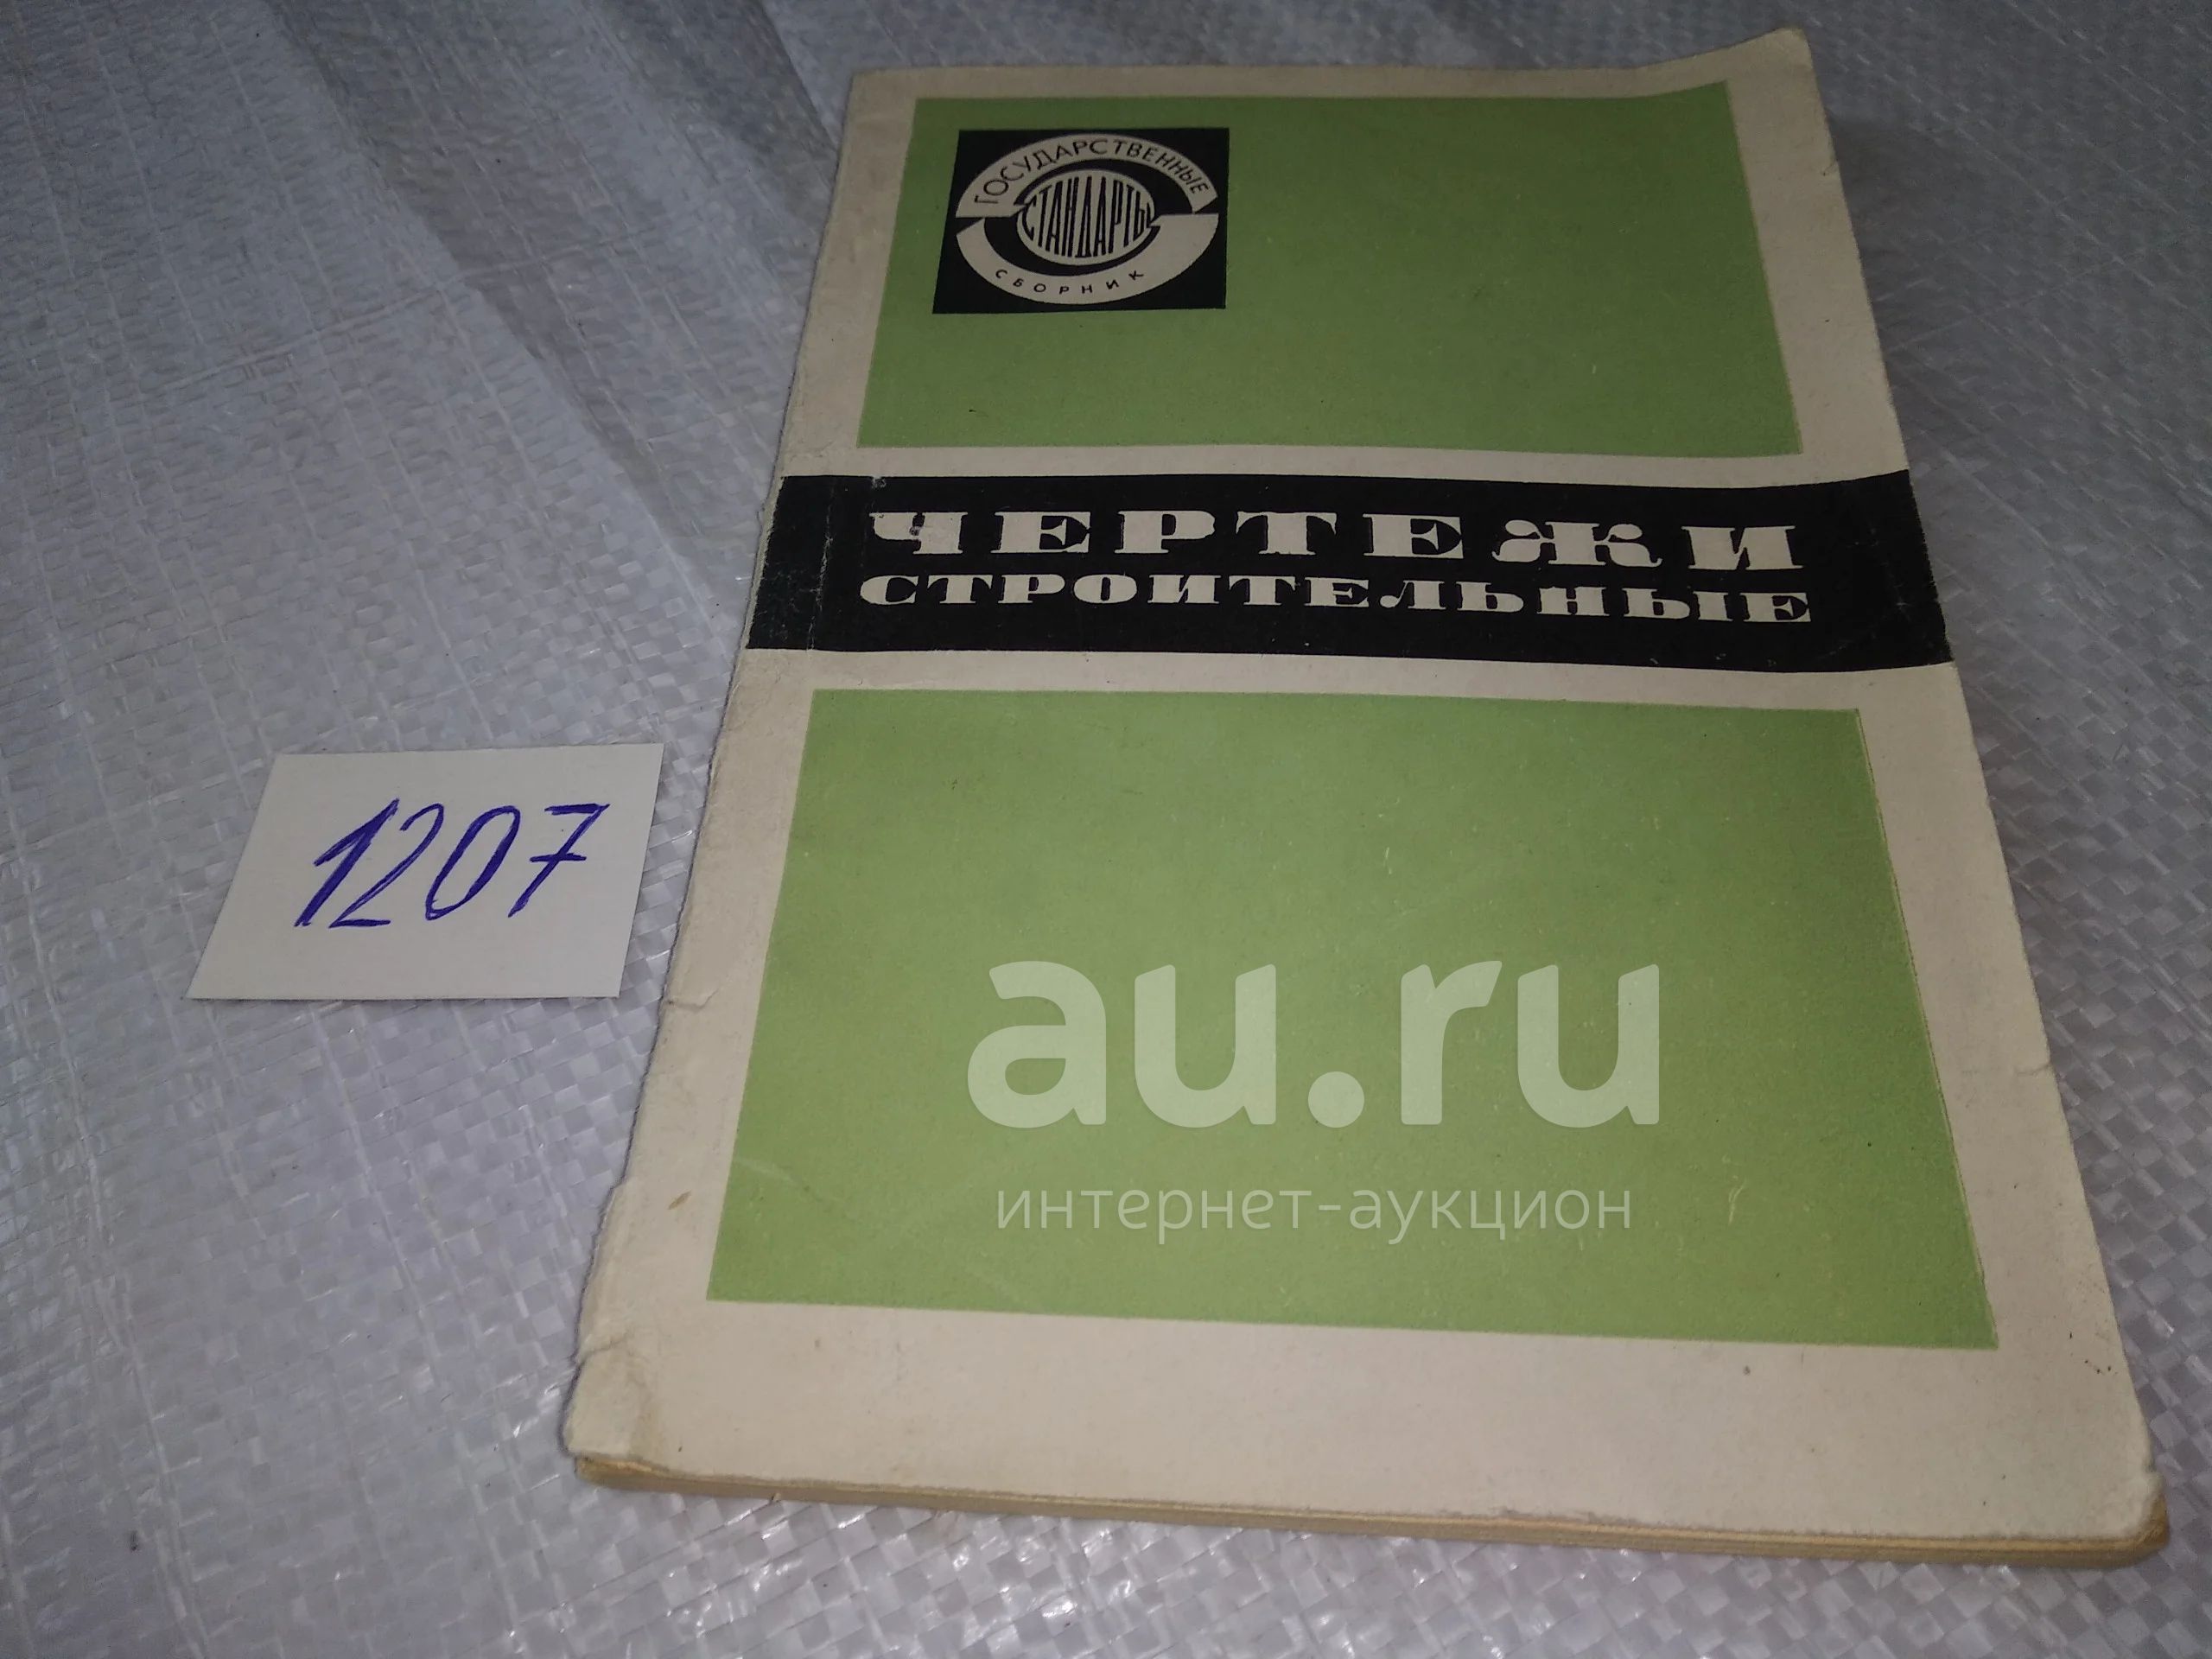 ГОСУДАРСТВЕННЫЕ
СТАНДАРТЫ
СБОРНИК
ЧЕРТЕЖИ
СТРОИТЕЛЬНЫЕ
1207
au.ru
интернет-аукцион